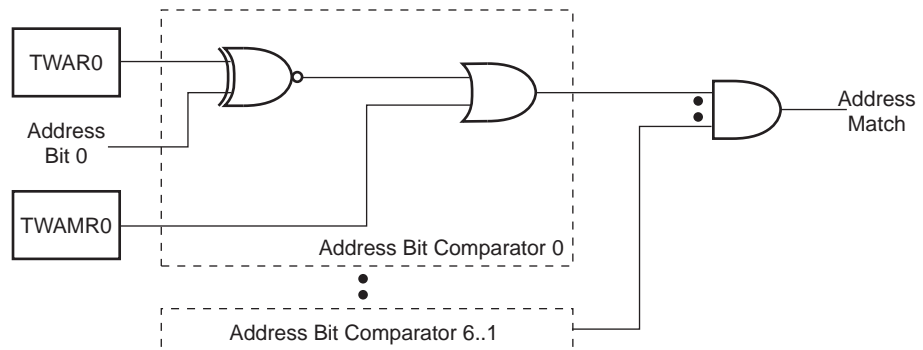 TWAR0
Address
Bit 0
TWAMR0
Address Bit Comparator 0
Address Bit Comparator 6..1
Address
Match